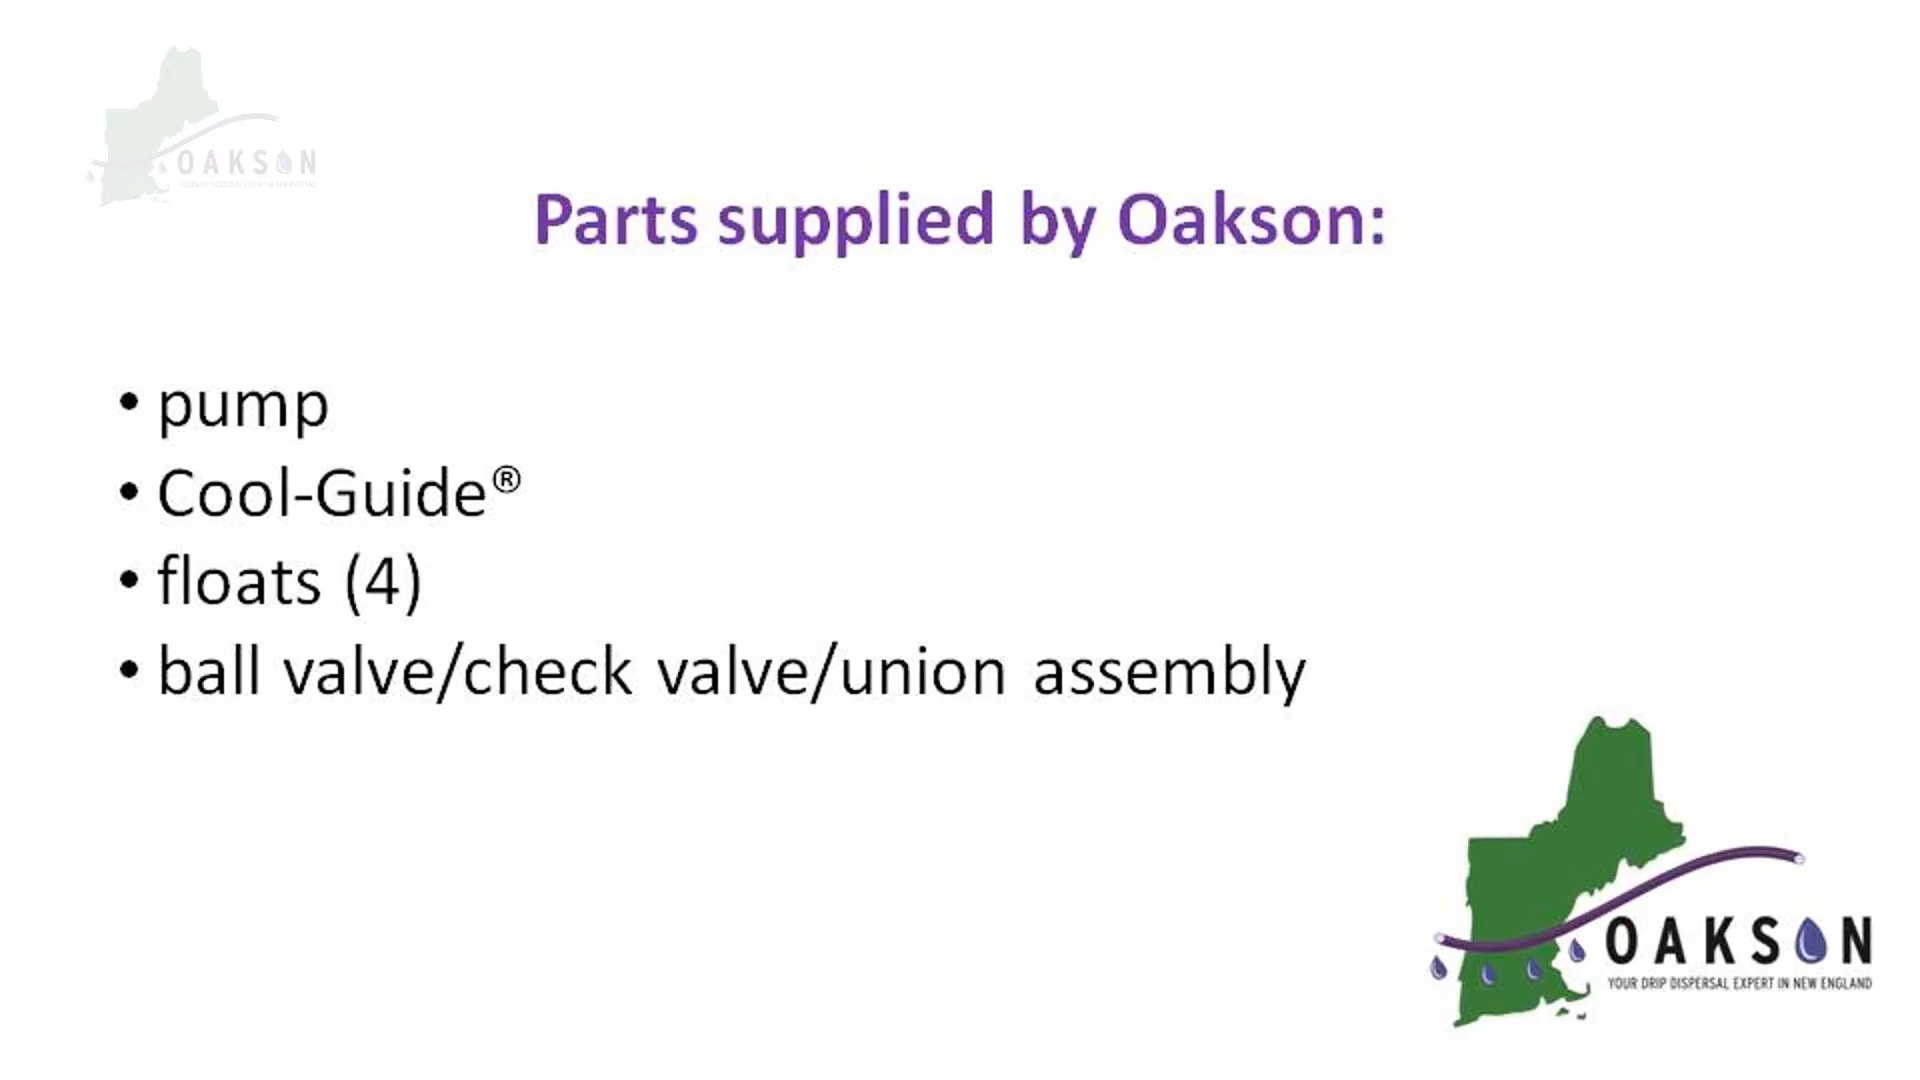 OAKSON
Parts supplied by Oakson:
• pump
• Cool-Guide®
• floats (4)
• ball valve/check valve/union assembly
OAKSON
YOUR DRIP DISPERSAL EXPERT IN NEW ENGLAND